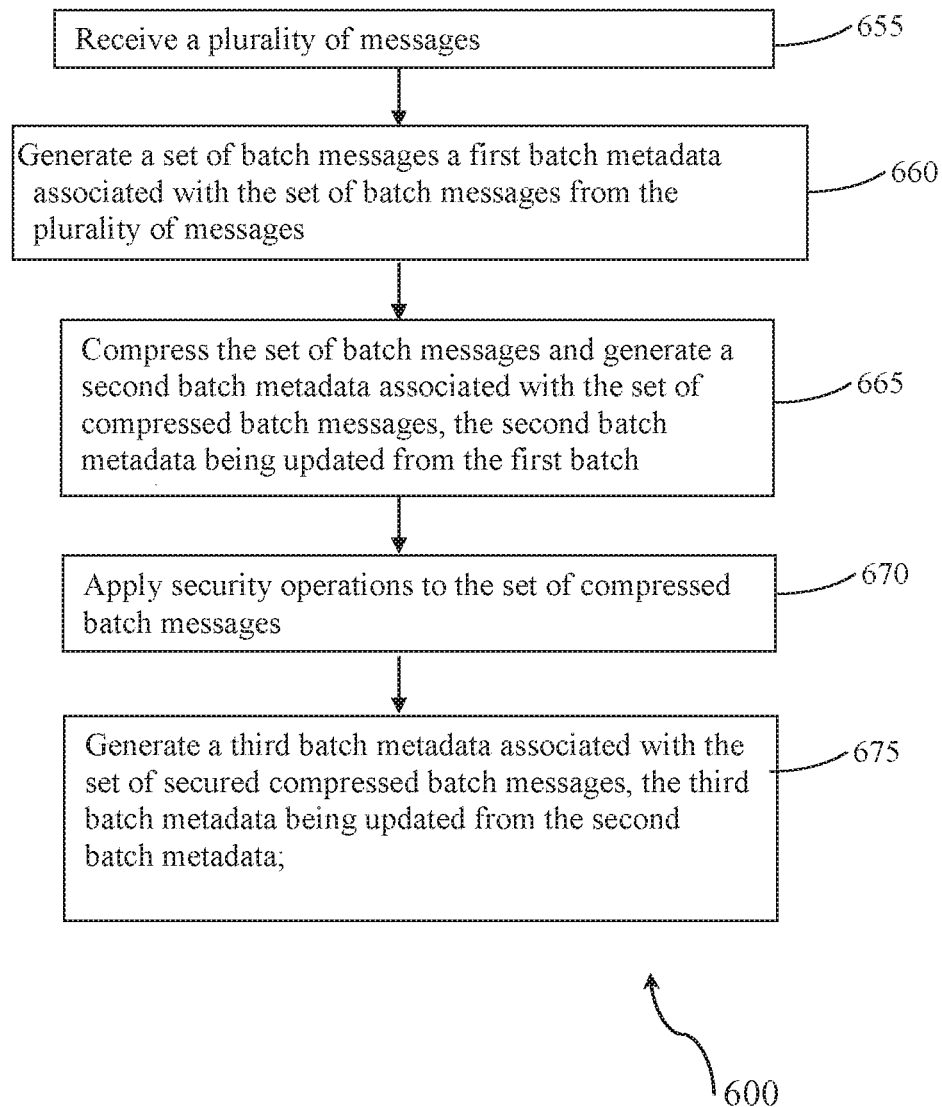 Receive a plurality of messages
655
Generate a set of batch messages a first batch metadata
associated with the set of batch messages from the
plurality of messages
660
Compress the set of batch messages and generate a
second batch metadata associated with the set of
compressed batch messages, the second batch
metadata being updated from the first batch
665
Apply security operations to the set of compressed
batch messages
670
Generate a third batch metadata associated with the
set of secured compressed batch messages, the third
batch metadata being updated from the second
batch metadata;
675
600